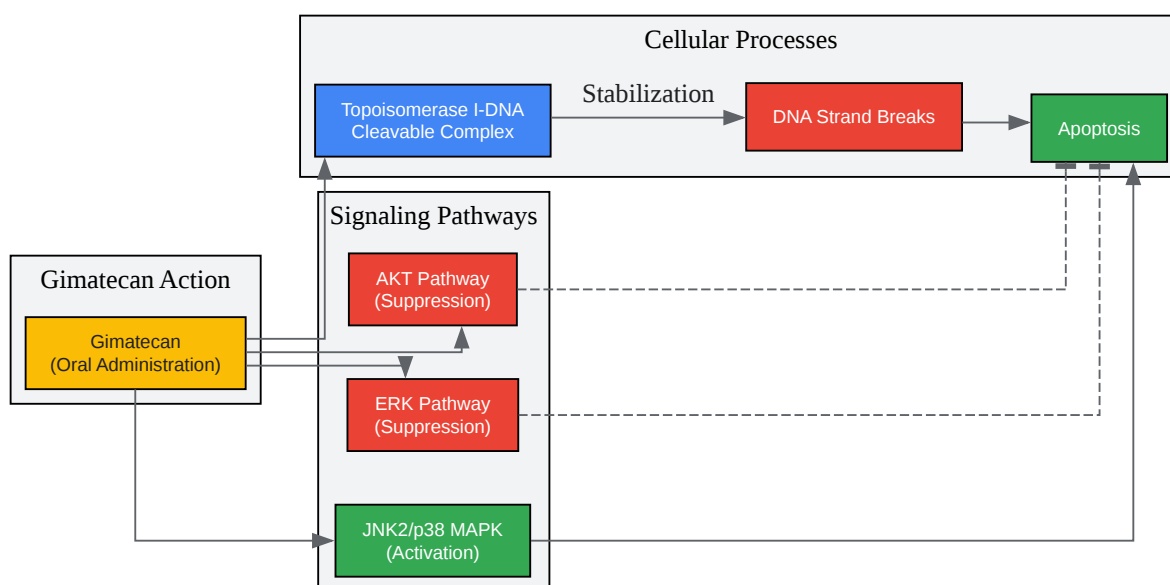 Cellular Processes
Topoisomerase I-DNA
Cleavable Complex
Stabilization
DNA Strand Breaks
Apoptosis
Signaling Pathways
AKT Pathway
(Suppression)
Gimatecan Action
Gimatecan
(Oral Administration)
ERK Pathway
(Suppression)
JNK2/p38 MAPK
(Activation)